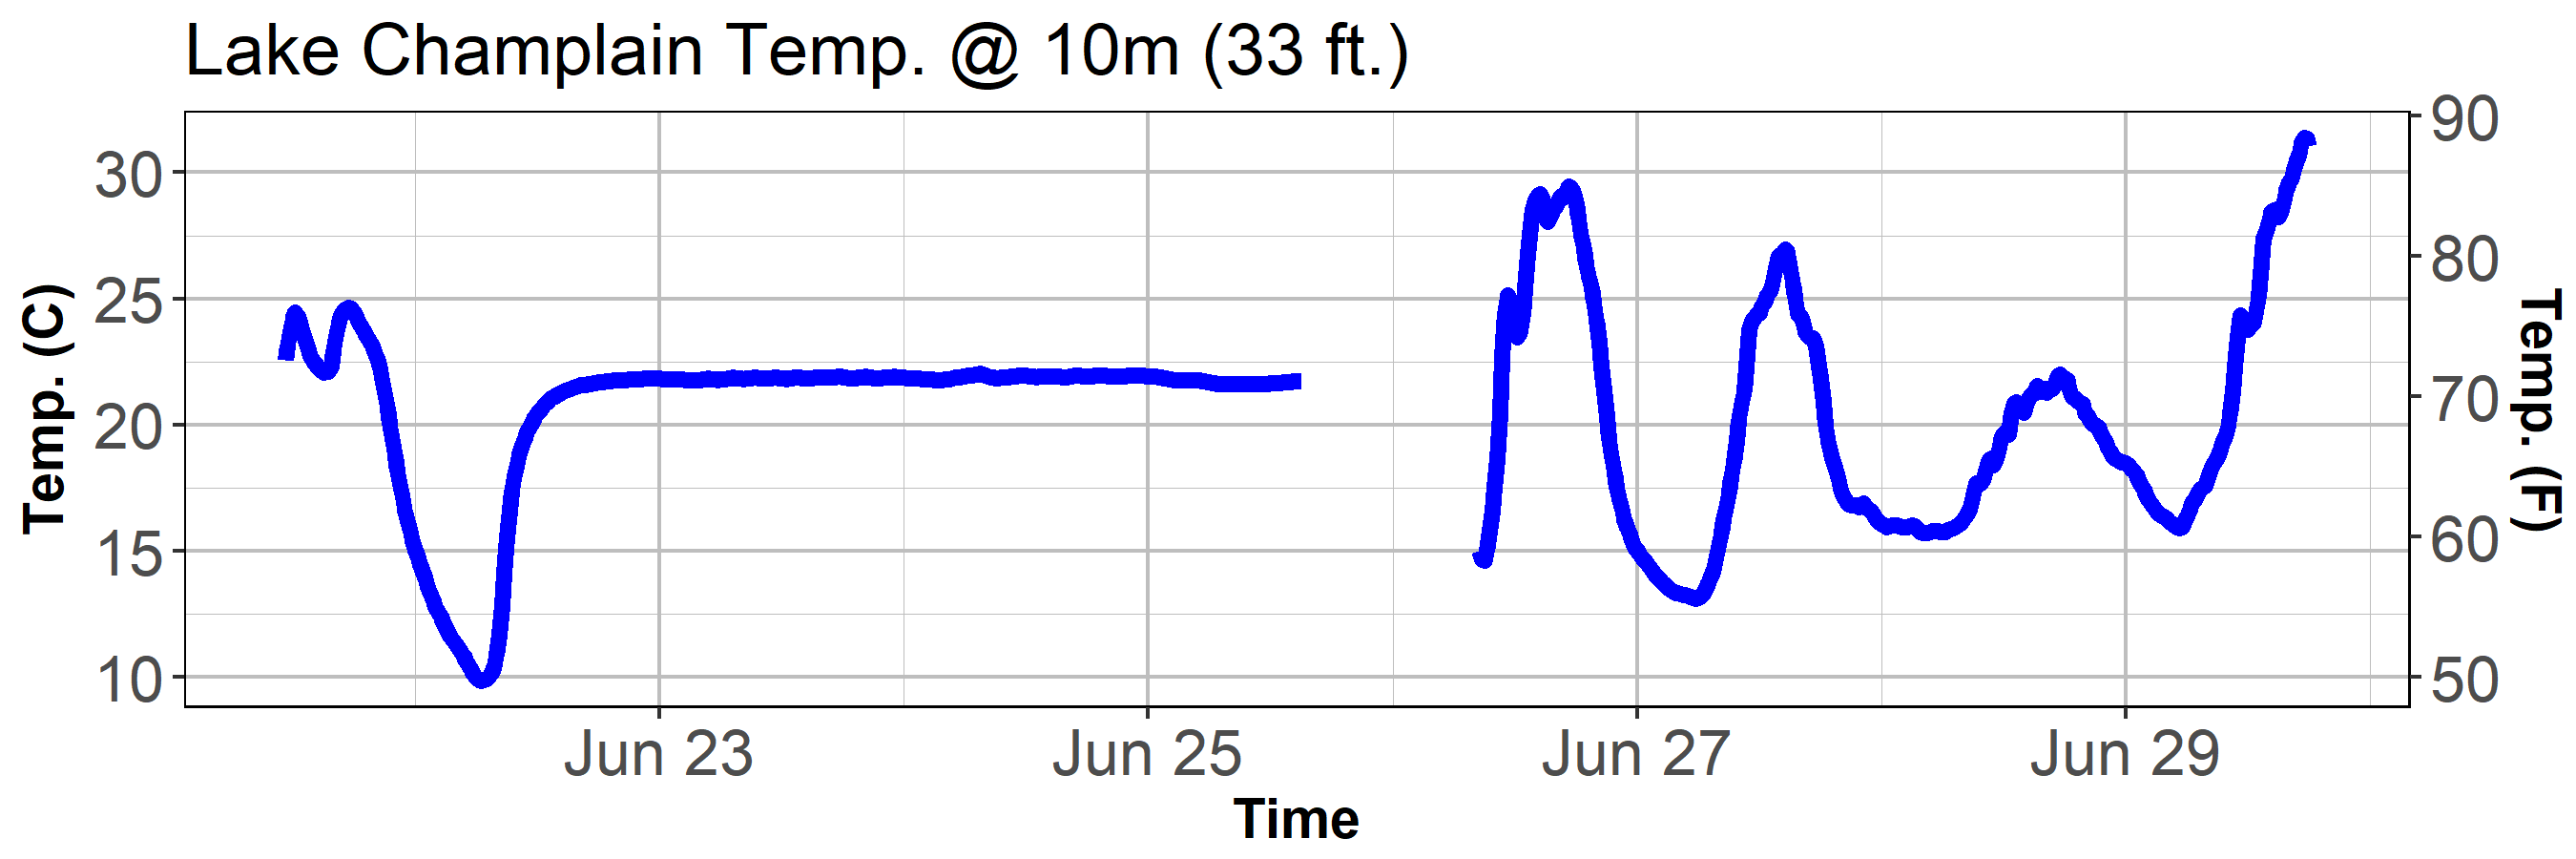 Lake Champlain Temp. @ 10m (33 ft.)
Temp. (C)
30
25
20
15
10
90
80
70
60
50
Temp. (F)
Jun 23
Jun 25
Jun 27
Jun 29
Time